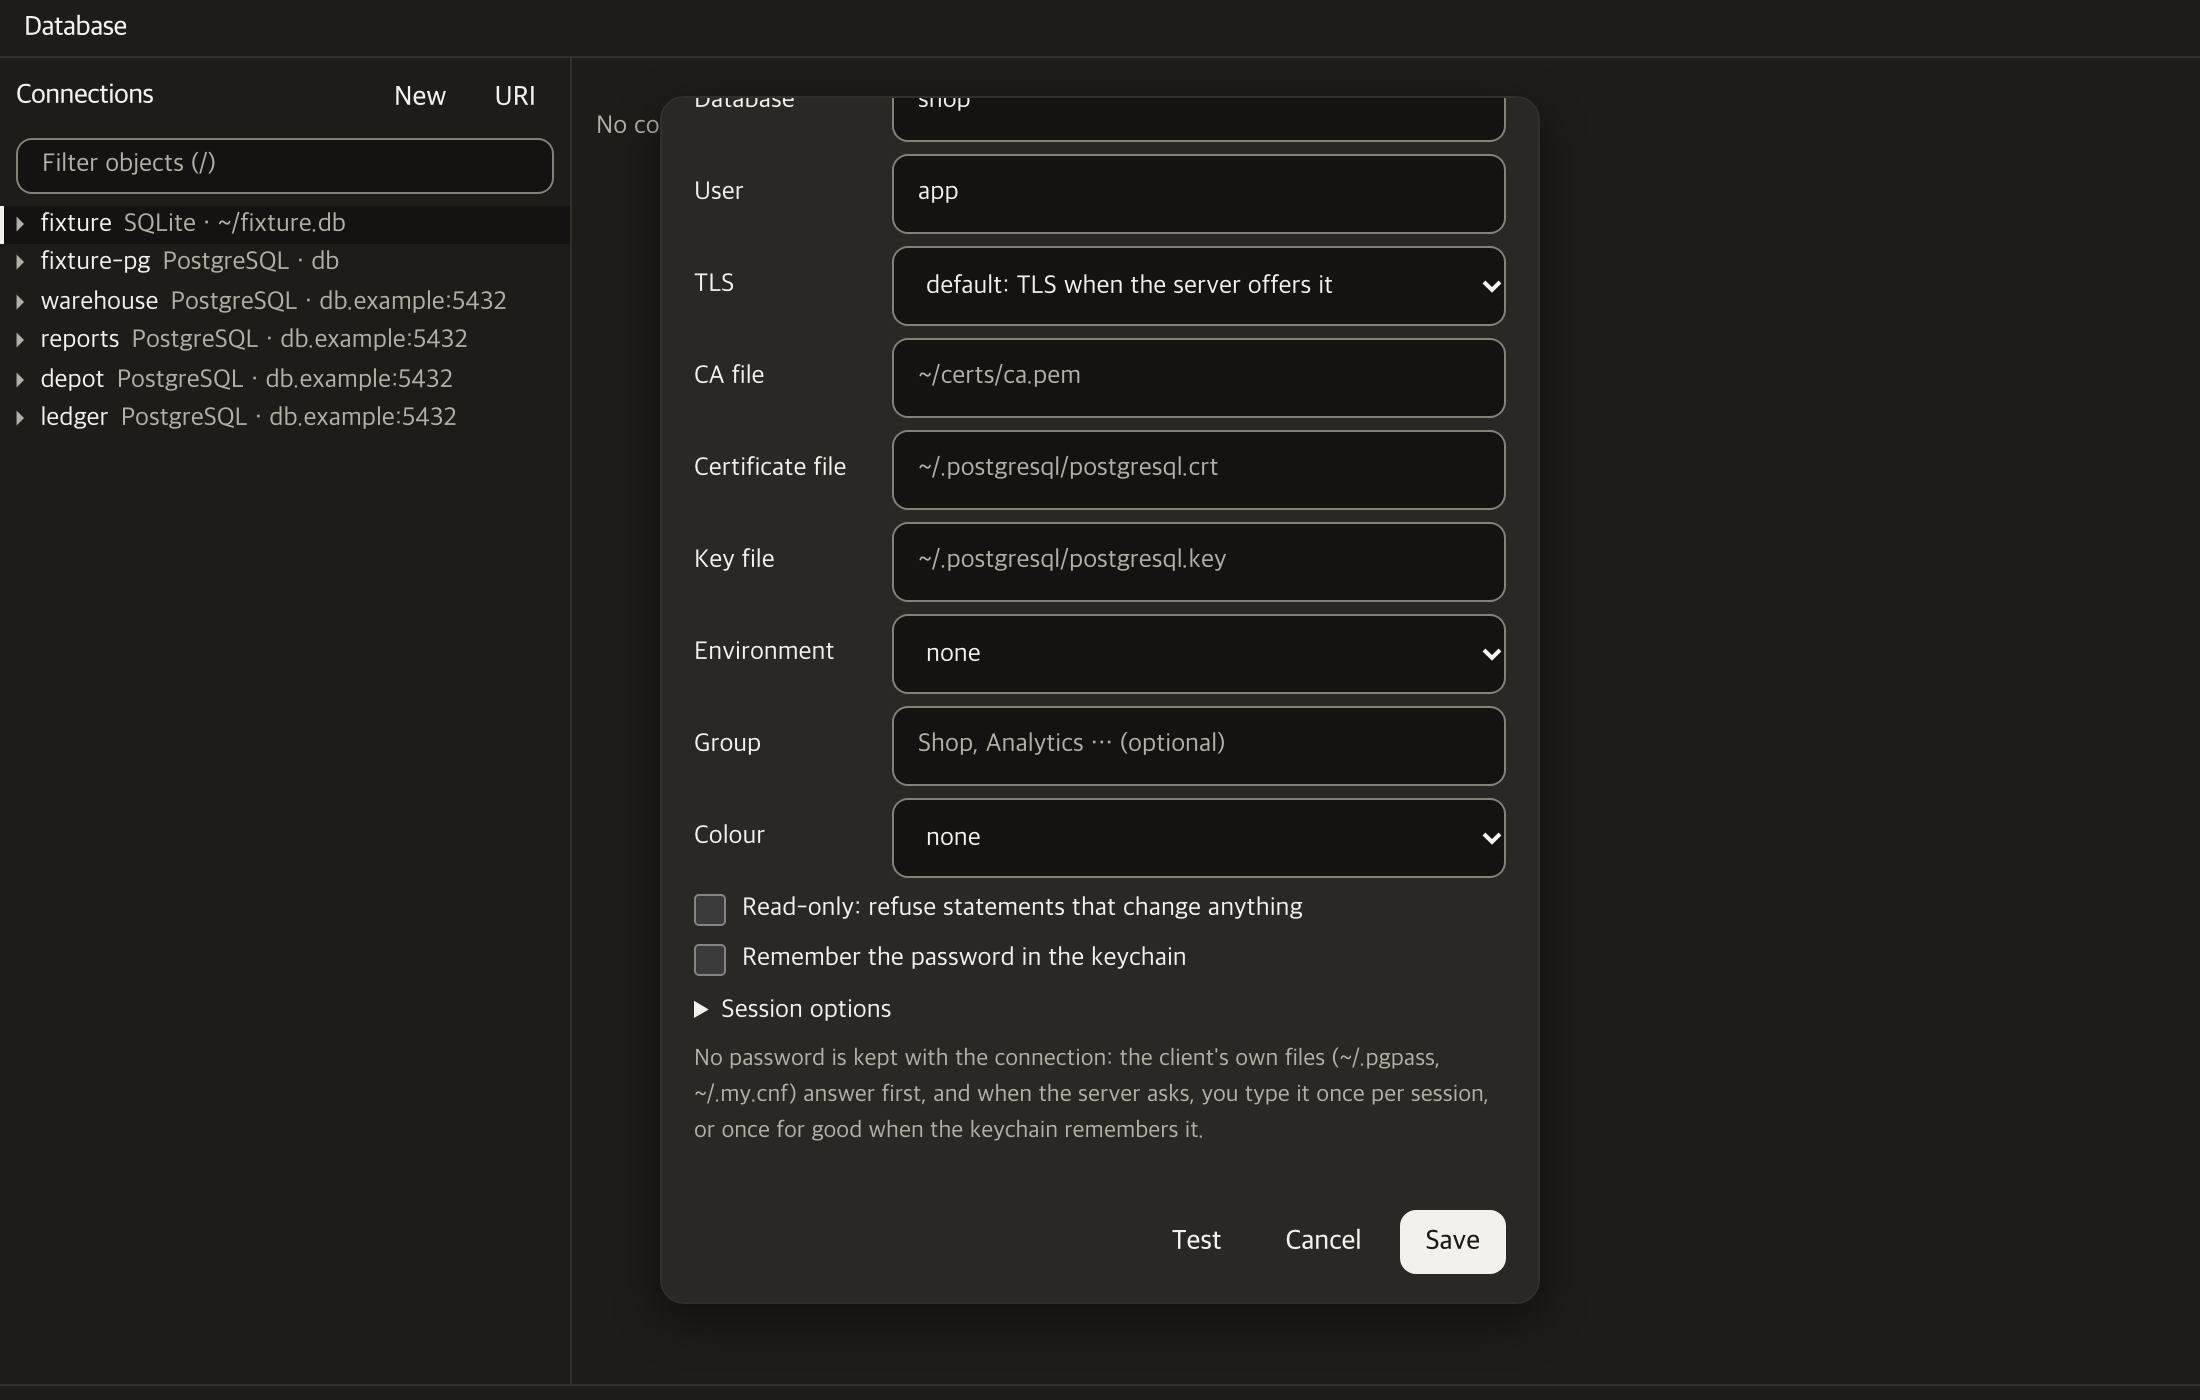 Database
Connections New URI
Filter objects (/)
fixture SQLite · ~/fixture.db
fixture-pg PostgreSQL · db
warehouse PostgreSQL · db.example:5432
reports PostgreSQL · db.example:5432
depot PostgreSQL · db.example:5432
ledger PostgreSQL · db.example:5432
No co
Database shop
User app
TLS default: TLS when the server offers it
CA file ~/certs/ca.pem
Certificate file ~/.postgresql/postgresql.crt
Key file ~/.postgresql/postgresql.key
Environment none
Group Shop, Analytics ··· (optional)
Colour none
Read-only: refuse statements that change anything
Remember the password in the keychain
Session options
No password is kept with the connection: the client's own files (~/.pgpass,
~/.my.cnf) answer first, and when the server asks, you type it once per session,
or once for good when the keychain remembers it.
Test Cancel Save